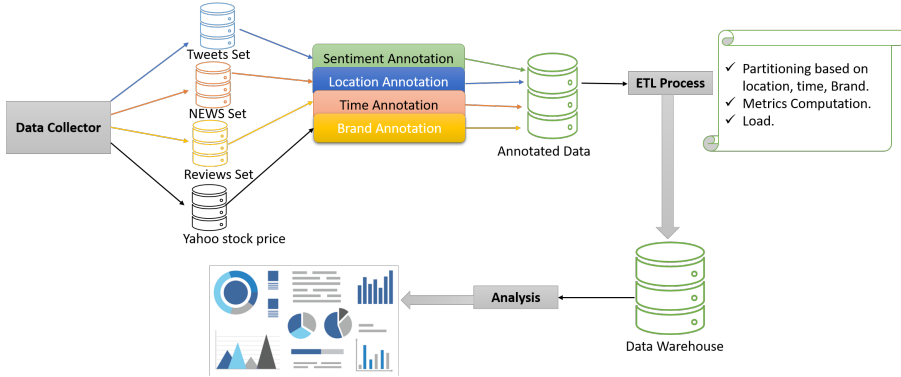 Tweets Set
Sentiment Annotation
Location Annotation
NEWS Set
Time Annotation
Data Collector
Brand Annotation
Reviews Set
Yahoo stock price
Annotated Data
ETL Process
✓ Partitioning based on
location, time, Brand.
✓ Metrics Computation.
✓ Load.
Data Warehouse
Analysis